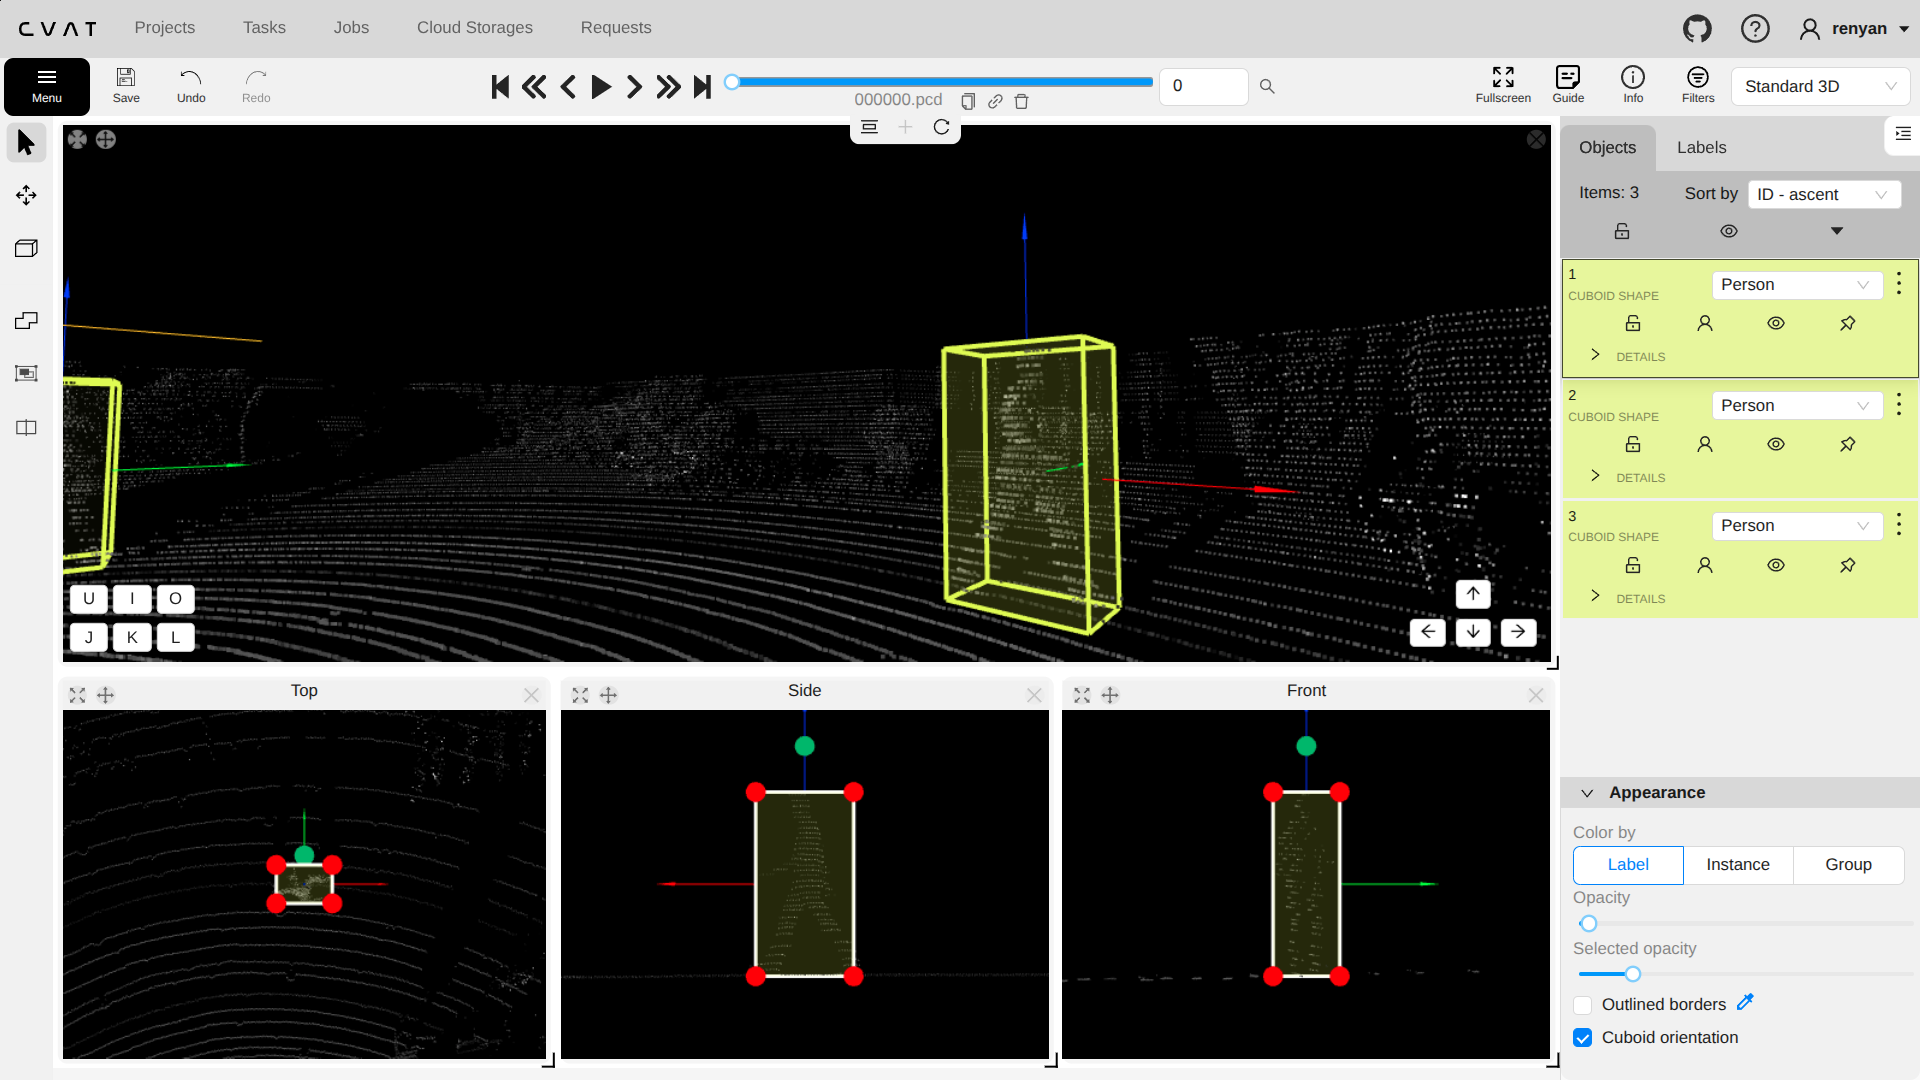 CVAT
Projects
Tasks
Jobs
Cloud Storages
Requests
renyan
Menu
Save
Undo
Redo
000000.pcd
0
Fullscreen
Guide
Info
Filters
Standard 3D
Objects
Labels
Items: 3
Sort by
ID - ascent
1
CUBOID SHAPE
Person
DETAILS
2
CUBOID SHAPE
Person
DETAILS
3
CUBOID SHAPE
Person
DETAILS
U I O
J K L
Top
Side
Front
Appearance
Color by
Label
Instance
Group
Opacity
Selected opacity
Outlined borders
Cuboid orientation